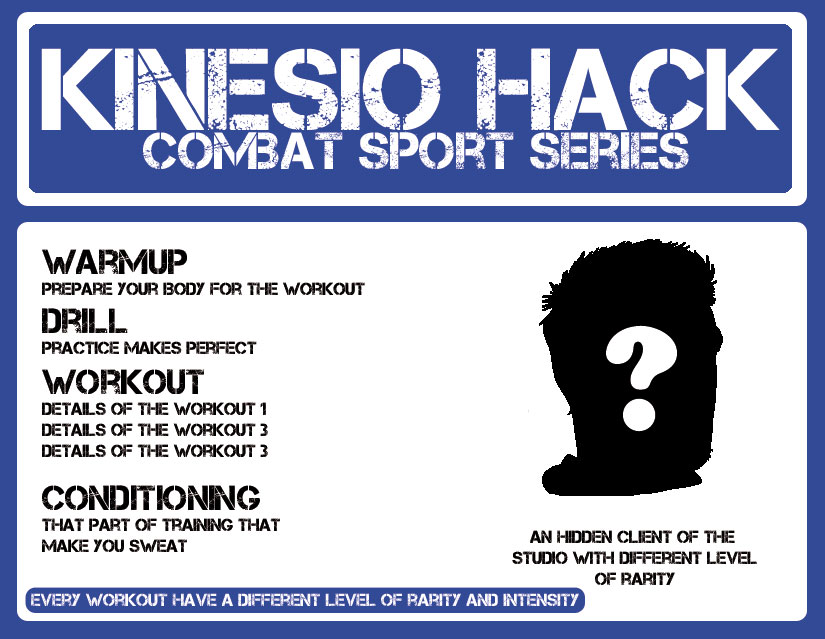 KINESIO HACK
COMBAT SPORT SERIES
WARMUP
PREPARE YOUR BODY FOR THE WORKOUT
DRILL
PRACTICE MAKES PERFECT
WORKOUT
DETAILS OF THE WORKOUT 1
DETAILS OF THE WORKOUT 3
DETAILS OF THE WORKOUT 3
CONDITIONING
THAT PART OF TRAINING THAT
MAKE YOU SWEAT
?
AN HIDDEN CLIENT OF THE
STUDIO WITH DIFFERENT LEVEL
OF RARITY
EVERY WORKOUT HAVE A DIFFERENT LEVEL OF RARITY AND INTENSITY